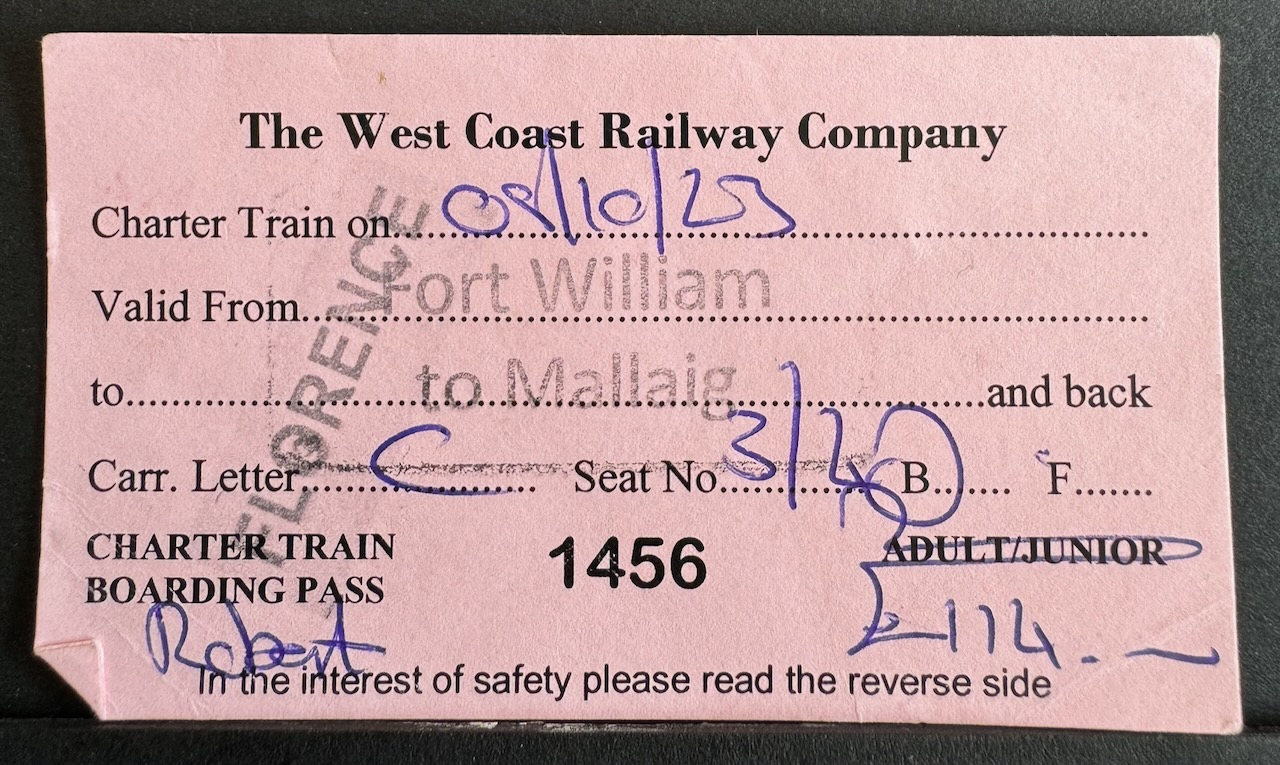 The West Coast Railway Company
Charter Train on 08/10/23
FLORENCE
Valid From Fort William
to to Mallaig and back
Carr. Letter C Seat No 3/4 B F
CHARTER TRAIN 1456 ADULT/JUNIOR
BOARDING PASS
Robert £114.-
In the interest of safety please read the reverse side